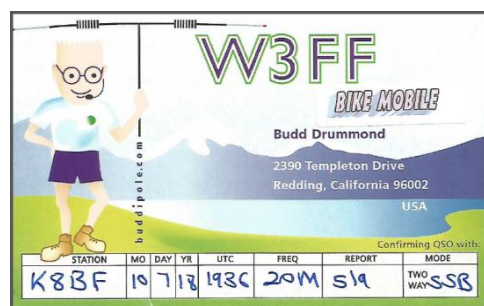 W3FF
BIKE MOBILE
Budd Drummond
2390 Templeton Drive
Redding, California 96002
USA
buddipole.com
Confirming QSO with:
STATION MO DAY YR UTC FREQ REPORT MODE
K8BF 10 7 18 1936 20M 5/9 TWO WAY SSB